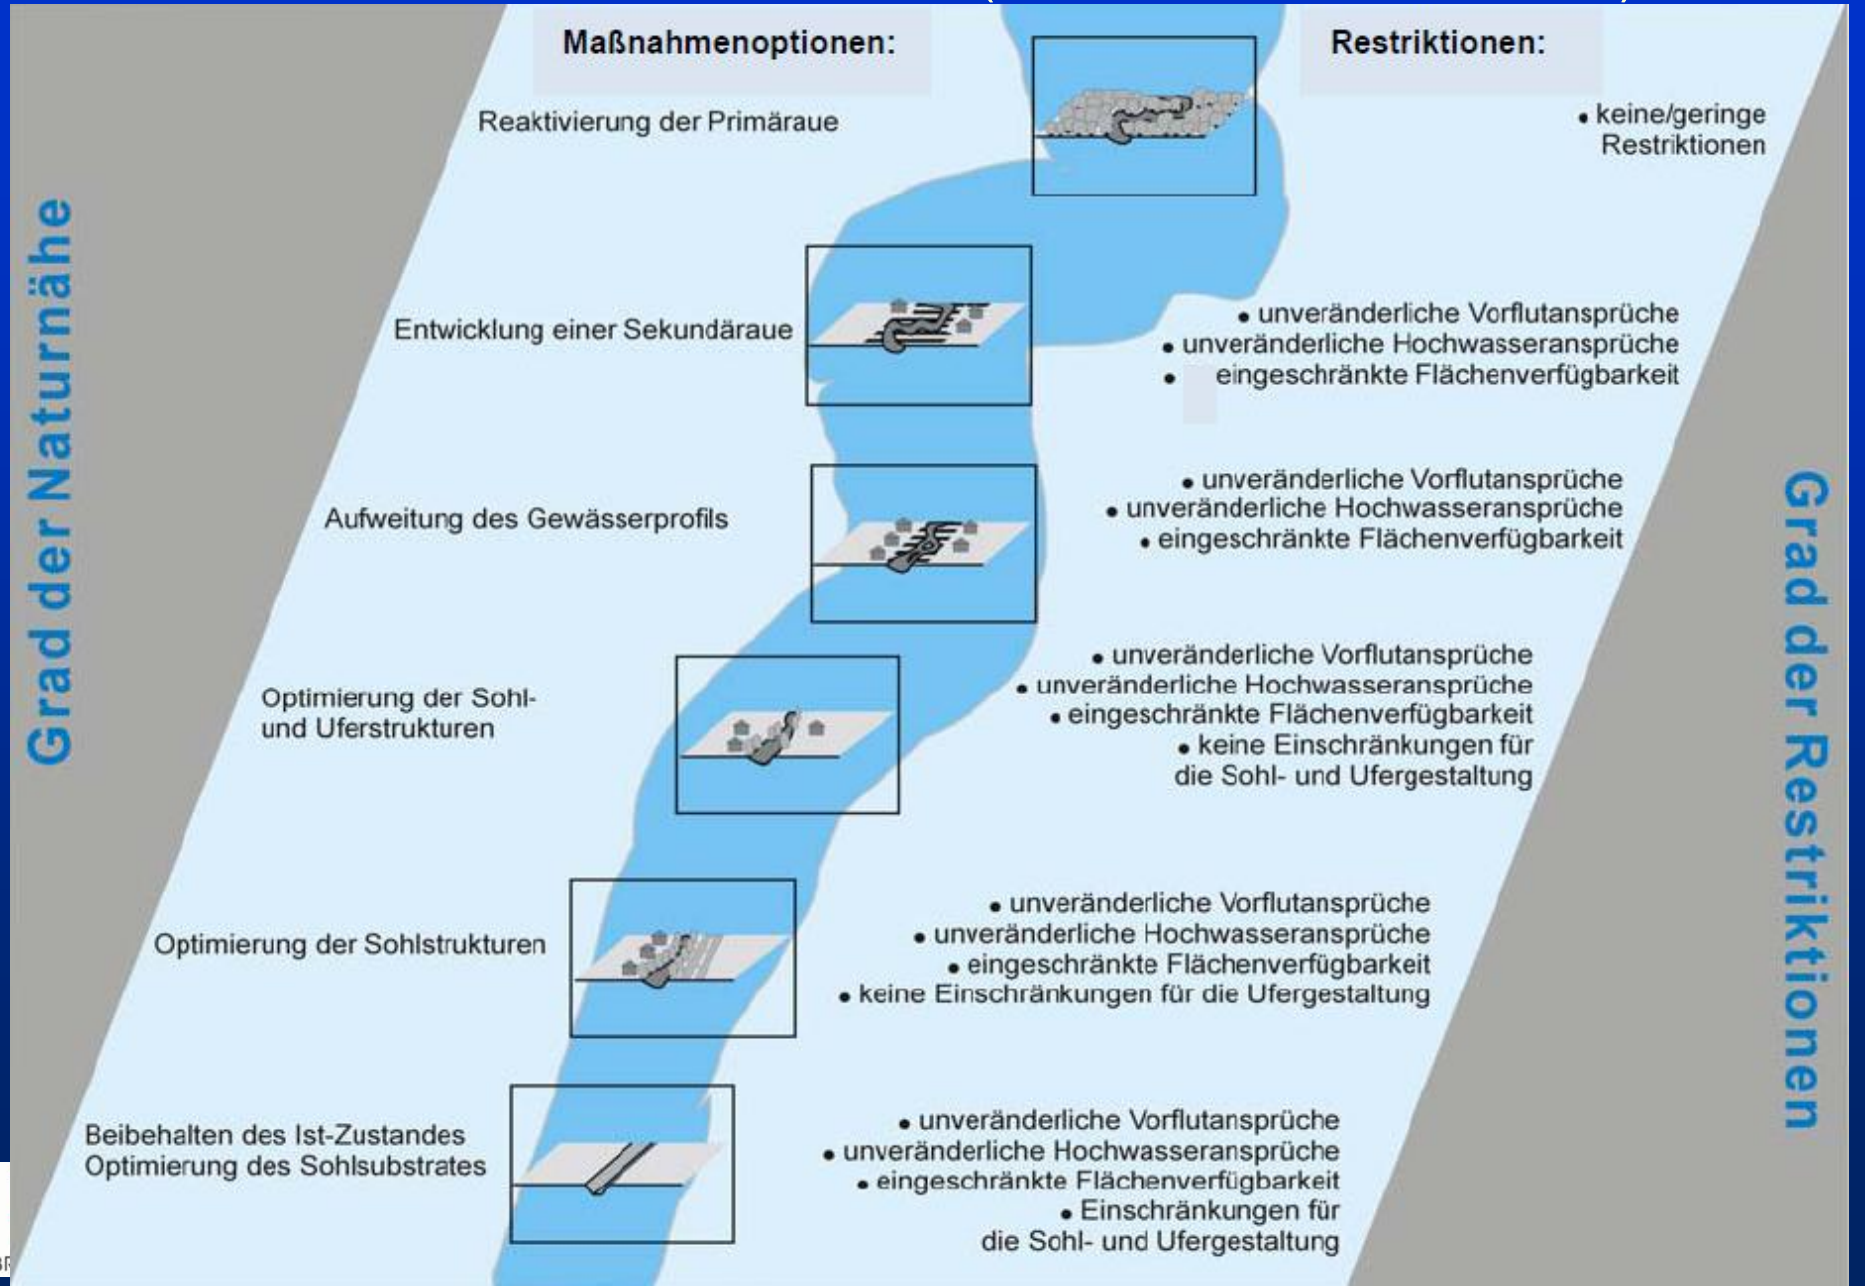 Maßnahmenoptionen:
Restriktionen:
Reaktivierung der Primäraue
• keine/geringe
Restriktionen
Grad der Naturnähe
Entwicklung einer Sekundäraue
• unveränderliche Vorflutansprüche
• unveränderliche Hochwasseransprüche
• eingeschränkte Flächenverfügbarkeit
Aufweitung des Gewässerprofils
• unveränderliche Vorflutansprüche
• unveränderliche Hochwasseransprüche
• eingeschränkte Flächenverfügbarkeit
Grad der Restriktionen
Optimierung der Sohl-
und Uferstrukturen
• unveränderliche Vorflutansprüche
• unveränderliche Hochwasseransprüche
• eingeschränkte Flächenverfügbarkeit
• keine Einschränkungen für
die Sohl- und Ufergestaltung
Optimierung der Sohlstrukturen
• unveränderliche Vorflutansprüche
• unveränderliche Hochwasseransprüche
• eingeschränkte Flächenverfügbarkeit
• keine Einschränkungen für die Ufergestaltung
Beibehalten des Ist-Zustandes
Optimierung des Sohlsubstrates
• unveränderliche Vorflutansprüche
• unveränderliche Hochwasseransprüche
• eingeschränkte Flächenverfügbarkeit
• Einschränkungen für
die Sohl- und Ufergestaltung